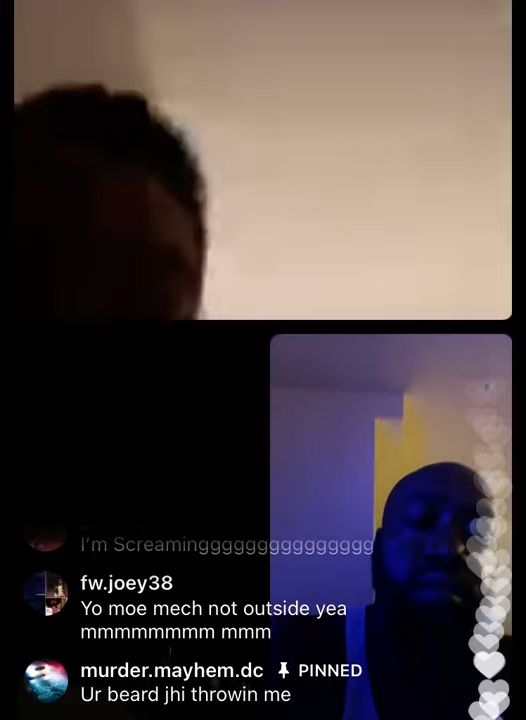 I'm Screaminggggggggggggggg
fw.joey38
Yo moe mech not outside yea
mmmmmmmm mmm
murder.mayhem.dc PINNED
Ur beard jhi throwin me